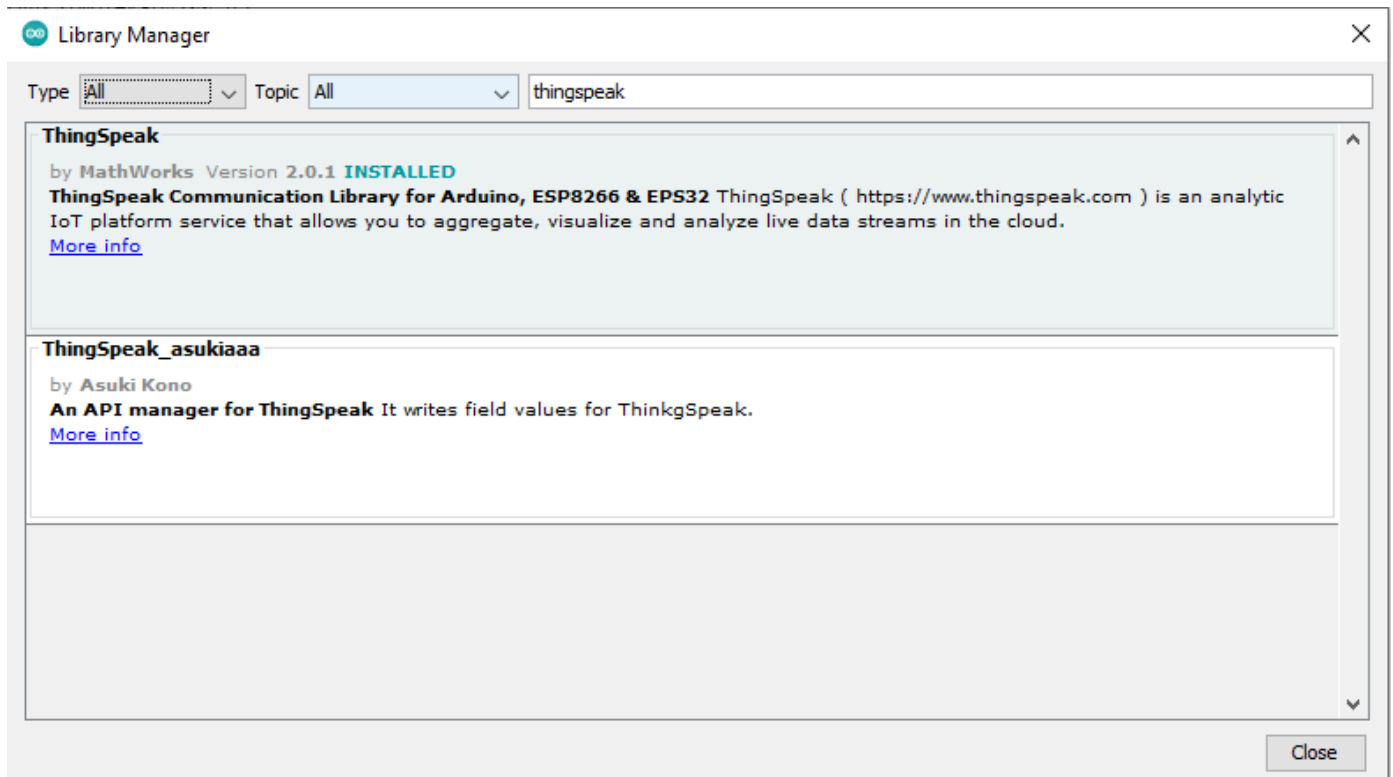 Library Manager
Type All Topic All thingspeak
ThingSpeak
by MathWorks Version 2.0.1 INSTALLED
ThingSpeak Communication Library for Arduino, ESP8266 & EPS32 ThingSpeak ( https://www.thingspeak.com ) is an analytic
IoT platform service that allows you to aggregate, visualize and analyze live data streams in the cloud.
More info
ThingSpeak_asukiaaa
by Asuki Kono
An API manager for ThingSpeak It writes field values for ThinkgSpeak.
More info
Close